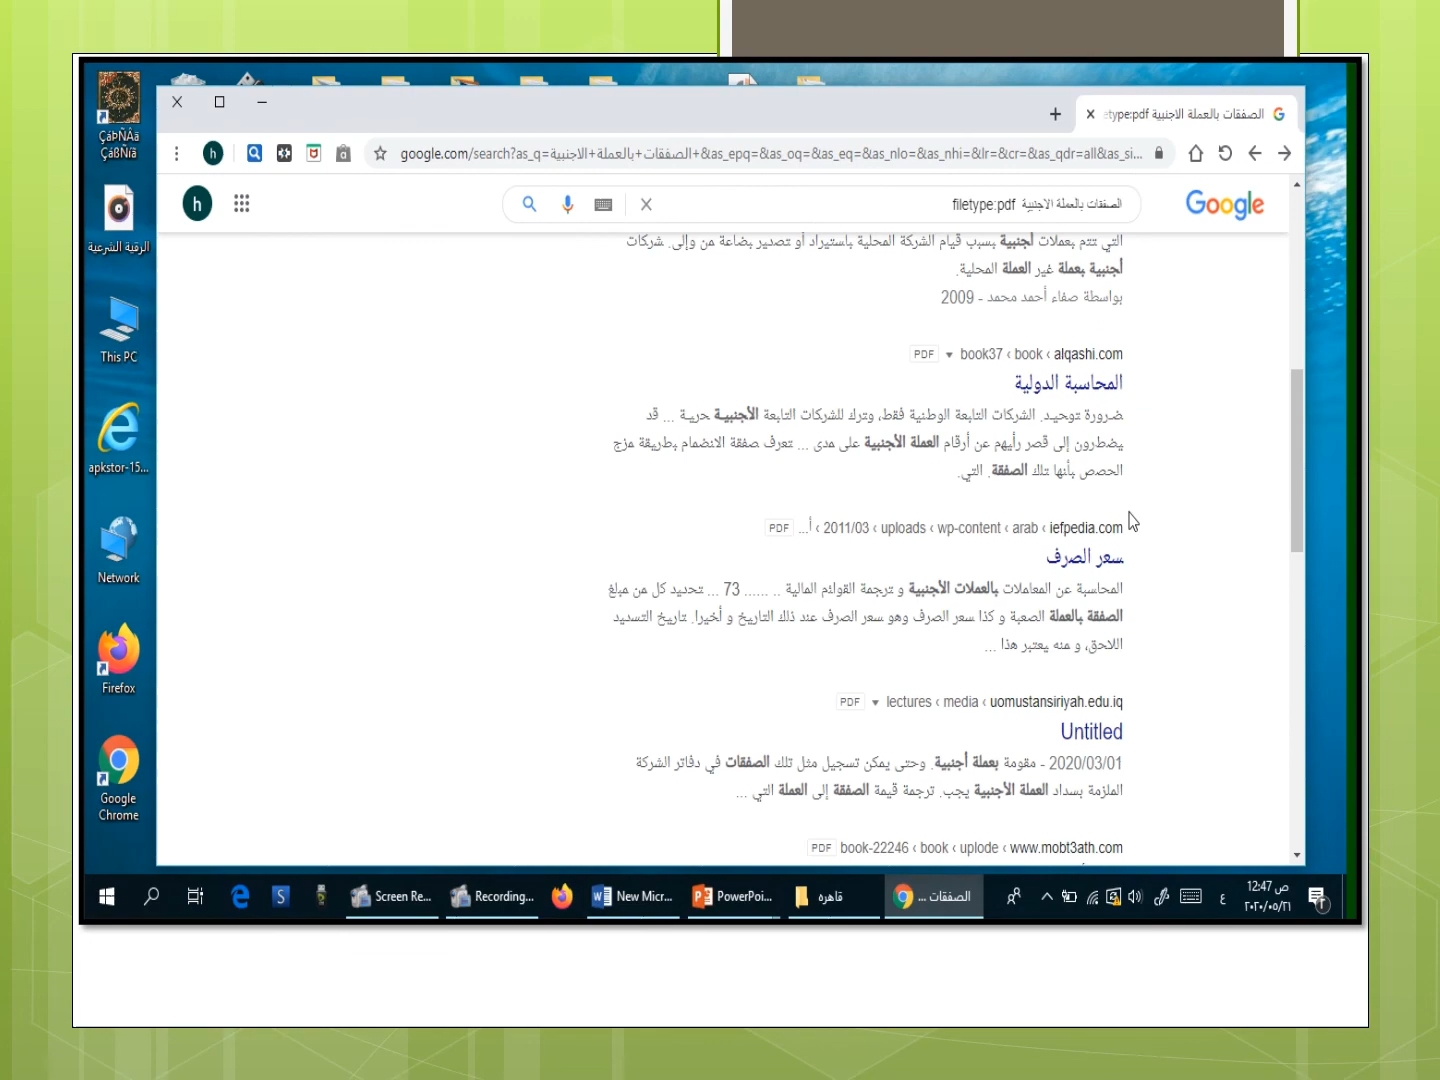 ÇáÞÑÂä
ÇáßÑíã
الرقية الشرعية
This PC
apkstor-15...
Network
Firefox
Google
Chrome
الصفقات بالعملة الاجنبية etype:pdf
google.com/search?as_q=الصفقات+بالعملة+الاجنبية+&as_epq=&as_oq=&as_eq=&as_nlo=&as_nhi=&lr=&cr=&as_qdr=all&as_si...
h
h
الصفقات بالعملة الاجنبية filetype:pdf
Google
التي تتم بعملات أجنبية بسبب قيام الشركة المحلية باستيراد أو تصدير بضاعة من وإلى. شركات
أجنبية بعملة غير العملة المحلية.
بواسطة صفاء أحمد محمد - 2009
alqashi.com › book › book37 PDF
المحاسبة الدولية
ضرورة توحيد. الشركات التابعة الوطنية فقط، وترك للشركات التابعة الأجنبية حرية ... قد
يضطرون إلى قصر رأيهم عن أرقام العملة الأجنبية على مدى ... تعرف صفقة الانضمام بطريقة مزج
الحصص بأنها تلك الصفقة. التي.
iefpedia.com › arab › wp-content › uploads › 2011/03 › أ... PDF
سعر الصرف
المحاسبة عن المعاملات بالعملات الأجنبية و ترجمة القوائم المالية .. ...... 73 ... تحديد كل من مبلغ
الصفقة بالعملة الصعبة و كذا سعر الصرف وهو سعر الصرف عند ذلك التاريخ و أخيرا. تاريخ التسديد
اللاحق، و منه يعتبر هذا ...
uomustansiriyah.edu.iq › media › lectures PDF
Untitled
2020/03/01 - مقومة بعملة أجنبية. وحتى يمكن تسجيل مثل تلك الصفقات في دفاتر الشركة
الملزمة بسداد العملة الأجنبية يجب. ترجمة قيمة الصفقة إلى العملة التي ...
www.mobt3ath.com › uplode › book › book-22246 PDF
Screen Re...
Recording...
New Micr...
PowerPoi...
قاهره
الصفقات ...
ع
12:47 ص
٢٠٢٠/٠٥/٢١